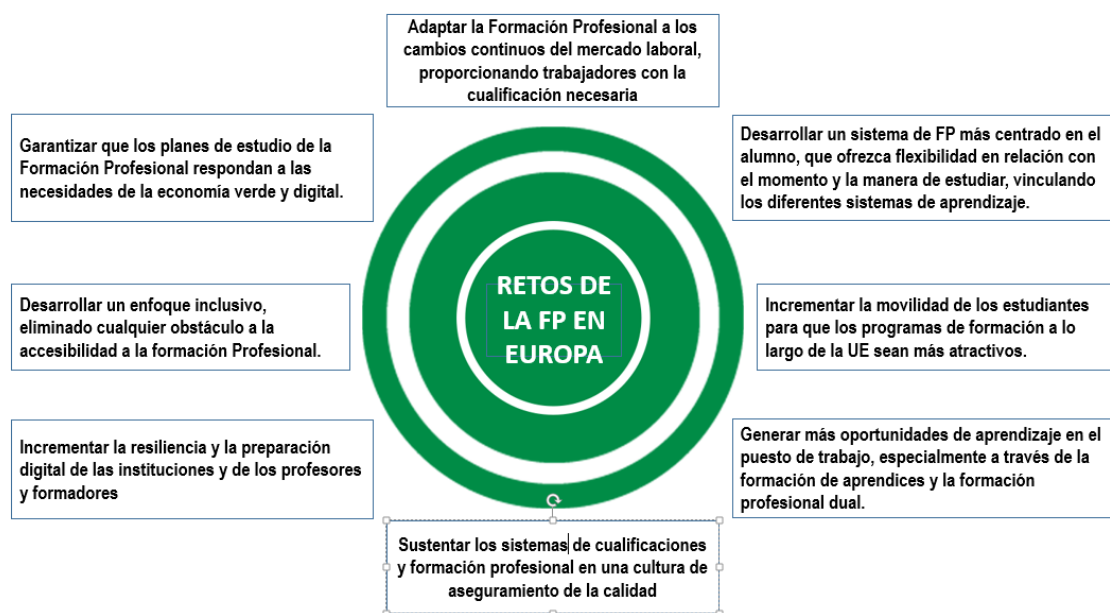 Adaptar la Formación Profesional a los
cambios continuos del mercado laboral,
proporcionando trabajadores con la
cualificación necesaria
Garantizar que los planes de estudio de la
Formación Profesional respondan a las
necesidades de la economía verde y digital.
Desarrollar un sistema de FP más centrado en el
alumno, que ofrezca flexibilidad en relación con
el momento y la manera de estudiar, vinculando
los diferentes sistemas de aprendizaje.
Desarrollar un enfoque inclusivo,
eliminado cualquier obstáculo a la
accesibilidad a la formación Profesional.
RETOS DE
LA FP EN
EUROPA
Incrementar la movilidad de los estudiantes
para que los programas de formación a lo
largo de la UE sean más atractivos.
Incrementar la resiliencia y la preparación
digital de las instituciones y de los profesores
y formadores
Generar más oportunidades de aprendizaje en el
puesto de trabajo, especialmente a través de la
formación de aprendices y la formación
profesional dual.
Sustentar los sistemas de cualificaciones
y formación profesional en una cultura de
aseguramiento de la calidad